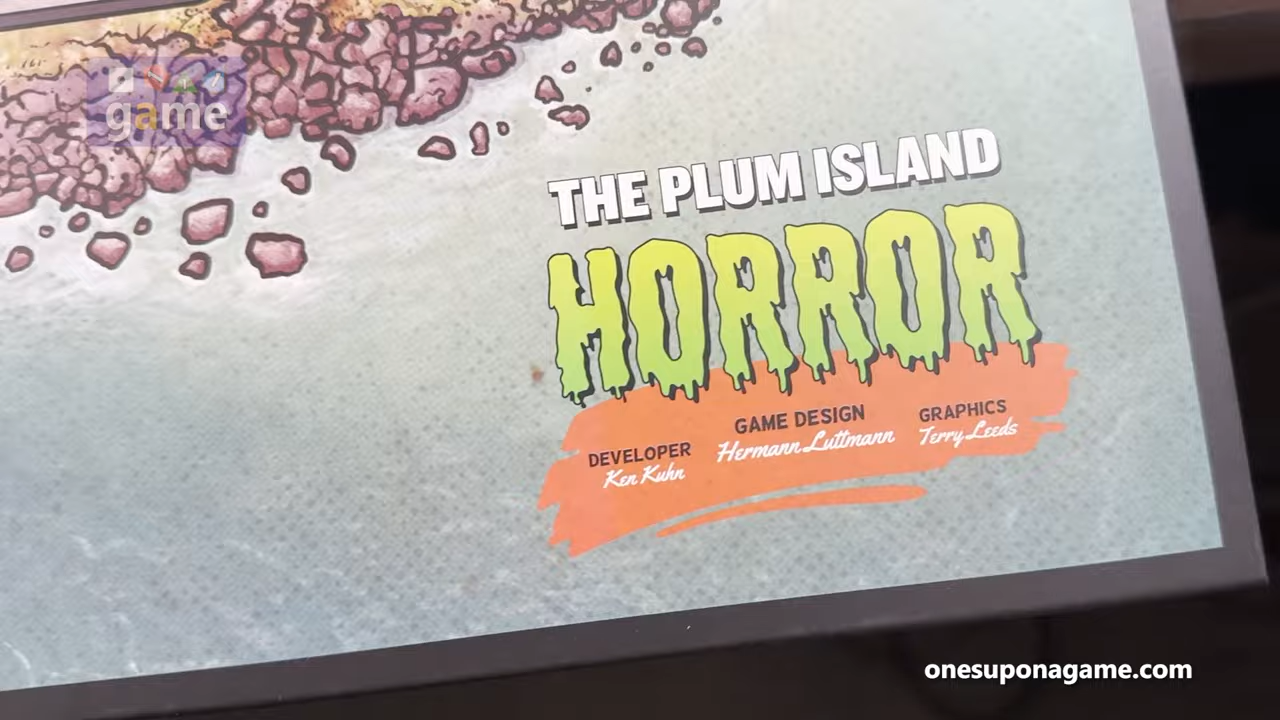 game
THE PLUM ISLAND
HORROR
DEVELOPER
Ken Kuhn
GAME DESIGN
Hermann Luttmann
GRAPHICS
Terry Leeds
onesuponagame.com